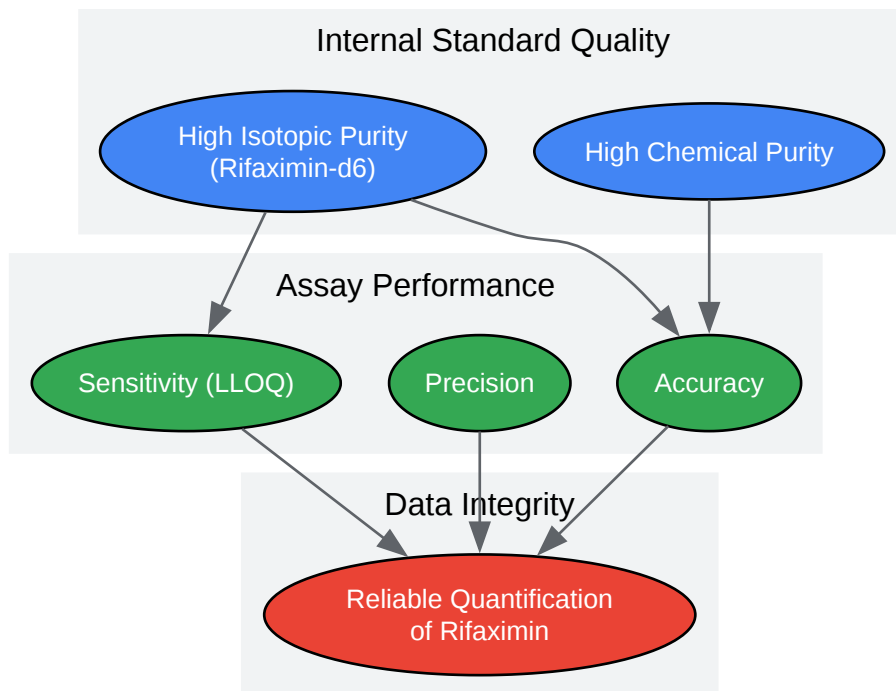 Internal Standard Quality
High Isotopic Purity
(Rifaximin-d6)
High Chemical Purity
Assay Performance
Sensitivity (LLOQ)
Precision
Accuracy
Data Integrity
Reliable Quantification
of Rifaximin